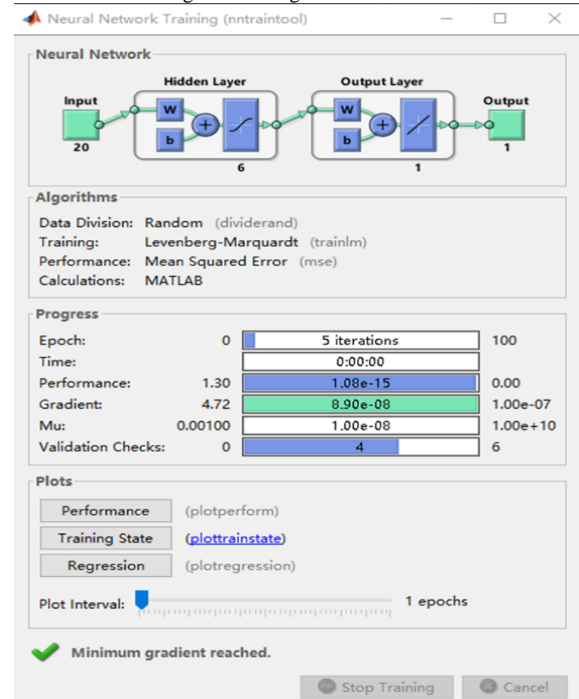 Neural Network Training (nntraintool)
Neural Network
Hidden Layer Output Layer
Input Output
W W
b b
20 1
6 1
Algorithms
Data Division: Random (dividerand)
Training: Levenberg-Marquardt (trainlm)
Performance: Mean Squared Error (mse)
Calculations: MATLAB
Progress
Epoch: 0 5 iterations 100
Time: 0:00:00
Performance: 1.30 1.08e-15 0.00
Gradient: 4.72 8.90e-08 1.00e-07
Mu: 0.00100 1.00e-08 1.00e+10
Validation Checks: 0 4 6
Plots
Performance (plotperform)
Training State (plottrainstate)
Regression (plotregression)
Plot Interval: 1 epochs
Minimum gradient reached.
Stop Training Cancel